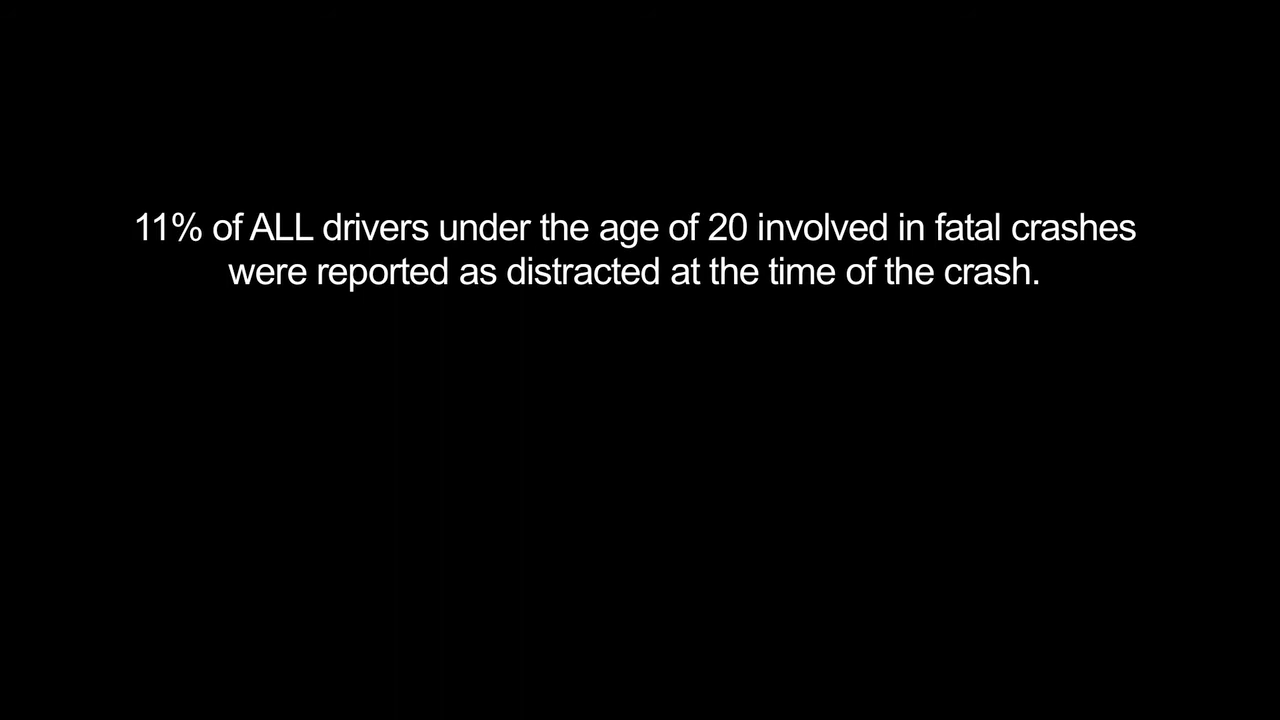 11% of ALL drivers under the age of 20 involved in fatal crashes
were reported as distracted at the time of the crash.